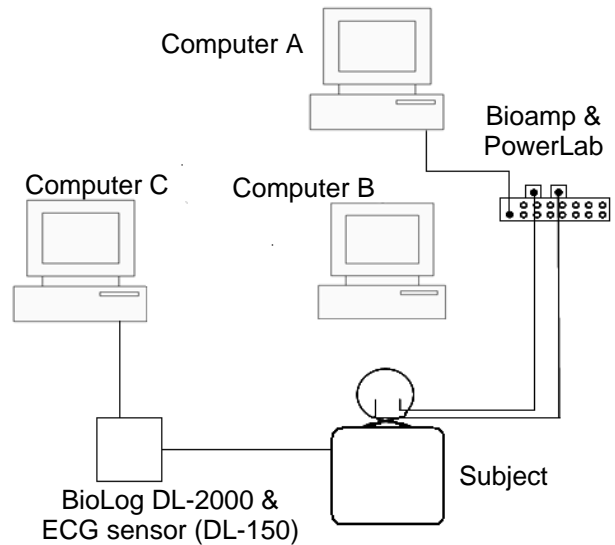 Computer A
Bioamp &
PowerLab
Computer C
Computer B
Subject
BioLog DL-2000 &
ECG sensor (DL-150)